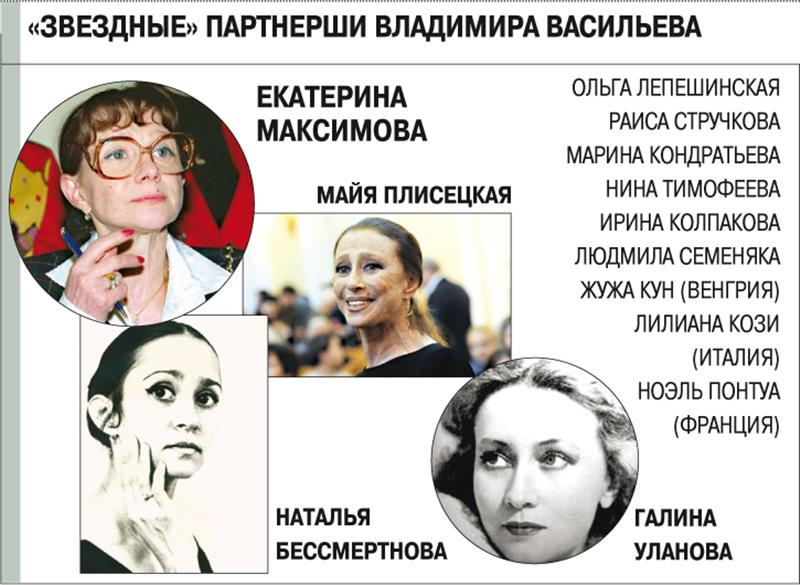 «ЗВЕЗДНЫЕ» ПАРТНЕРШИ ВЛАДИМИРА ВАСИЛЬЕВА
ЕКАТЕРИНА
МАКСИМОВА
МАЙЯ ПЛИСЕЦКАЯ
НАТАЛЬЯ
БЕССМЕРТНОВА
ГАЛИНА
УЛАНОВА
ОЛЬГА ЛЕПЕШИНСКАЯ
РАИСА СТРУЧКОВА
МАРИНА КОНДРАТЬЕВА
НИНА ТИМОФЕЕВА
ИРИНА КОЛПАКОВА
ЛЮДМИЛА СЕМЕНЯКА
ЖУЖА КУН (ВЕНГРИЯ)
ЛИЛИАНА КОЗИ
(ИТАЛИЯ)
НОЭЛЬ ПОНТУА
(ФРАНЦИЯ)